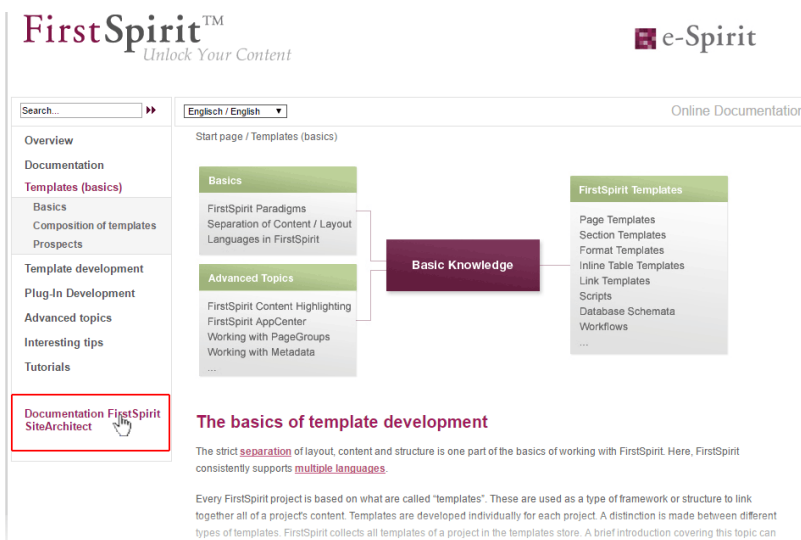 FirstSpirit™
Unlock Your Content
e-Spirit
Search...
Englisch / English
Online Documentation
Overview
Documentation
Templates (basics)
Basics
Composition of templates
Prospects
Template development
Plug-In Development
Advanced topics
Interesting tips
Tutorials
Documentation FirstSpirit
SiteArchitect
Start page / Templates (basics)
Basics
FirstSpirit Paradigms
Separation of Content / Layout
Languages in FirstSpirit
Advanced Topics
FirstSpirit Content Highlighting
FirstSpirit AppCenter
Working with PageGroups
Working with Metadata
...
Basic Knowledge
FirstSpirit Templates
Page Templates
Section Templates
Format Templates
Inline Table Templates
Link Templates
Scripts
Database Schemata
Workflows
...
The basics of template development
The strict separation of layout, content and structure is one part of the basics of working with FirstSpirit. Here, FirstSpirit
consistently supports multiple languages.
Every FirstSpirit project is based on what are called “templates”. These are used as a type of framework or structure to link
together all of a project's content. Templates are developed individually for each project. A distinction is made between different
types of templates. FirstSpirit collects all templates of a project in the templates store. A brief introduction covering this topic can